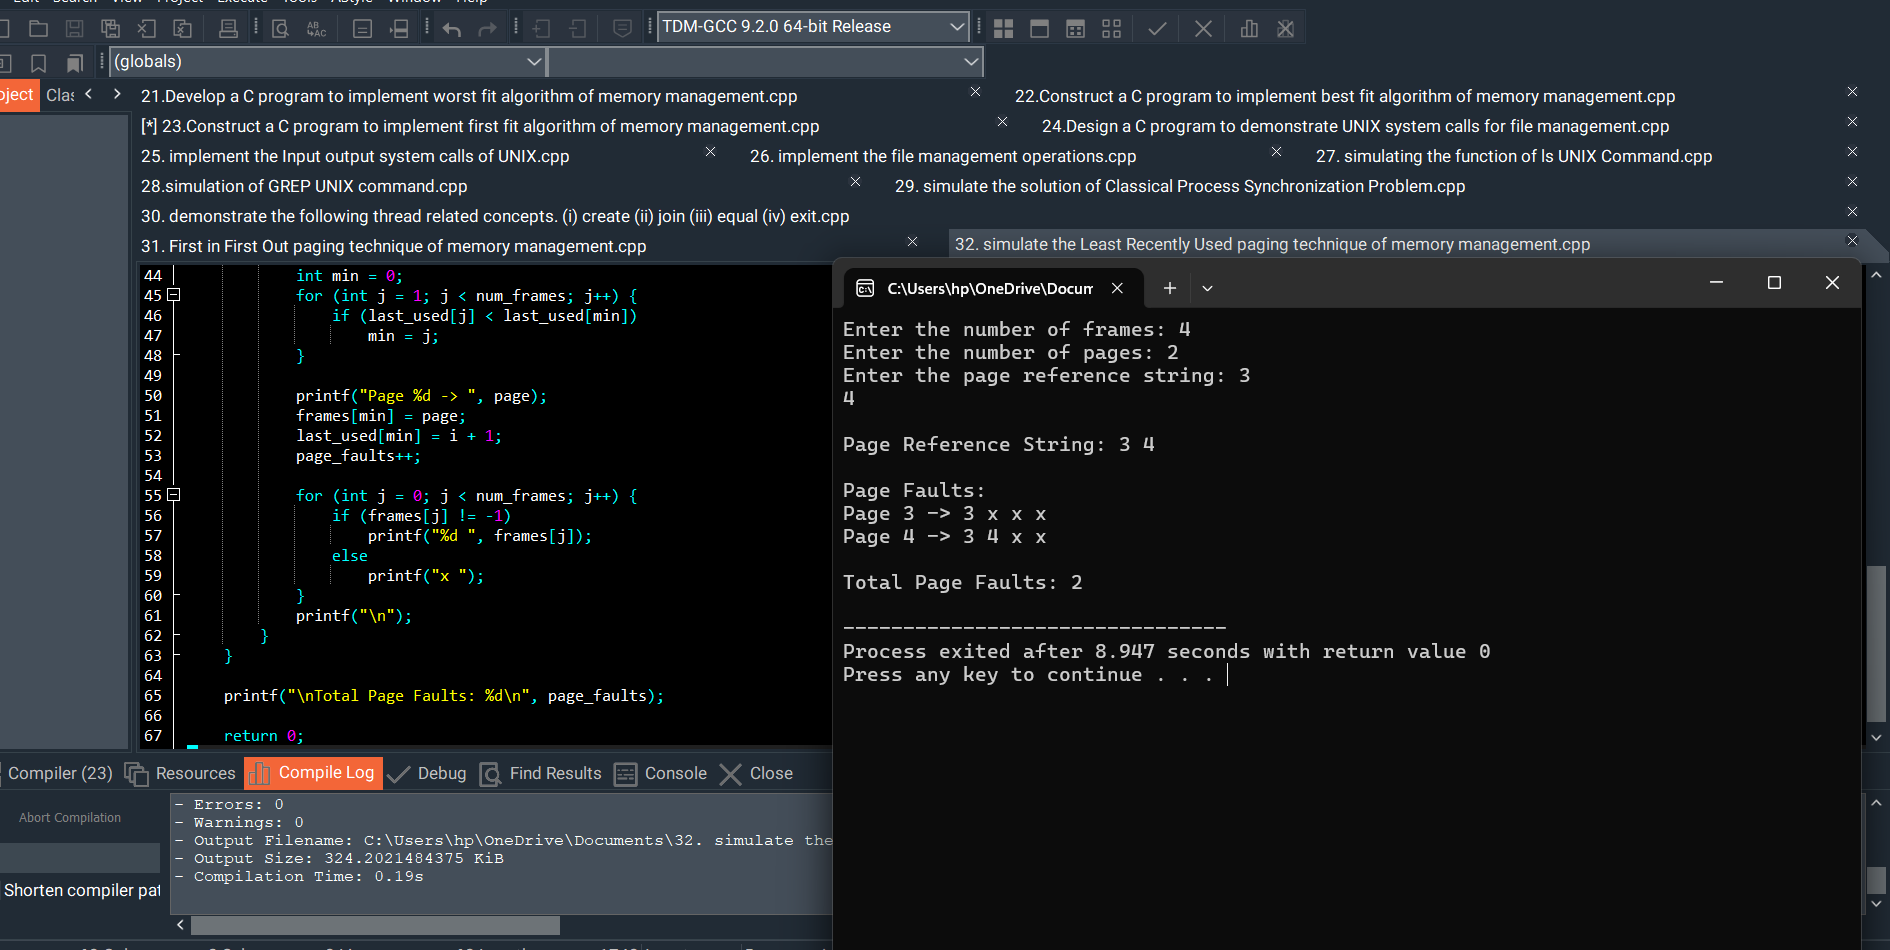 TDM-GCC 9.2.0 64-bit Release
(globals)
Clas
21.Develop a C program to implement worst fit algorithm of memory management.cpp
22.Construct a C program to implement best fit algorithm of memory management.cpp
[*] 23.Construct a C program to implement first fit algorithm of memory management.cpp
24.Design a C program to demonstrate UNIX system calls for file management.cpp
25. implement the Input output system calls of UNIX.cpp
26. implement the file management operations.cpp
27. simulating the function of ls UNIX Command.cpp
28.simulation of GREP UNIX command.cpp
29. simulate the solution of Classical Process Synchronization Problem.cpp
30. demonstrate the following thread related concepts. (i) create (ii) join (iii) equal (iv) exit.cpp
31. First in First Out paging technique of memory management.cpp
32. simulate the Least Recently Used paging technique of memory management.cpp
44 int min = 0;
45 for (int j = 1; j < num_frames; j++) {
46 if (last_used[j] < last_used[min])
47 min = j;
48 }
49
50 printf("Page %d -> ", page);
51 frames[min] = page;
52 last_used[min] = i + 1;
53 page_faults++;
54
55 for (int j = 0; j < num_frames; j++) {
56 if (frames[j] != -1)
57 printf("%d ", frames[j]);
58 else
59 printf("x ");
60 }
61 printf("\n");
62 }
63 }
64
65 printf("\nTotal Page Faults: %d\n", page_faults);
66
67 return 0;
C:\Users\hp\OneDrive\Docum
Enter the number of frames: 4
Enter the number of pages: 2
Enter the page reference string: 3
4
Page Reference String: 3 4
Page Faults:
Page 3 -> 3 x x x
Page 4 -> 3 4 x x
Total Page Faults: 2
--------------------------------
Process exited after 8.947 seconds with return value 0
Press any key to continue . . .
Compiler (23) Resources Compile Log Debug Find Results Console Close
Abort Compilation
Shorten compiler pat
- Errors: 0
- Warnings: 0
- Output Filename: C:\Users\hp\OneDrive\Documents\32. simulate the
- Output Size: 324.2021484375 KiB
- Compilation Time: 0.19s